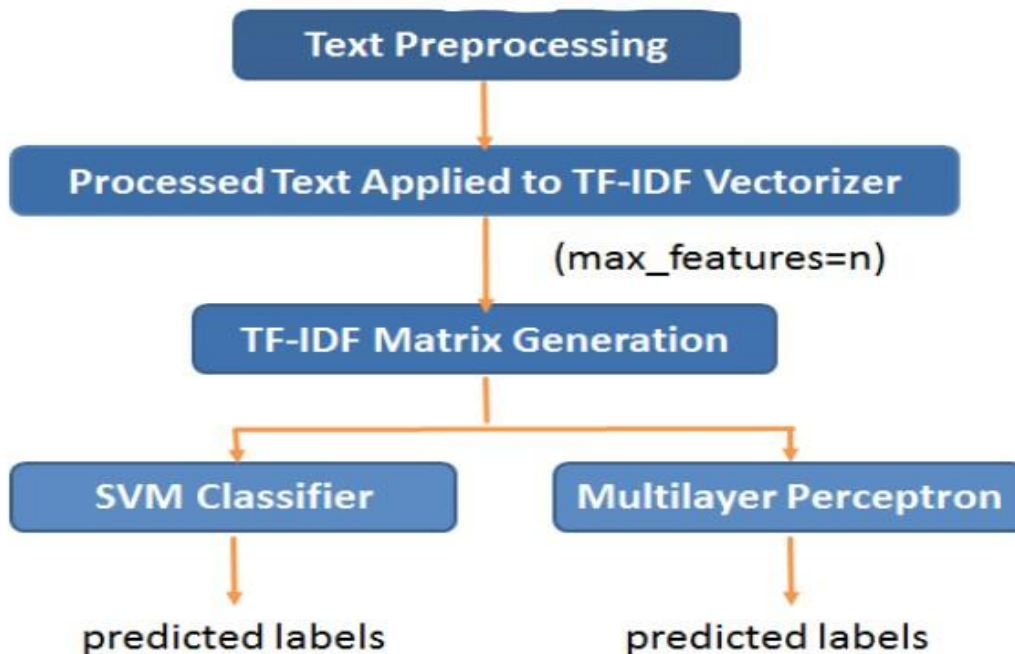 Text Preprocessing
Processed Text Applied to TF-IDF Vectorizer
(max_features=n)
TF-IDF Matrix Generation
SVM Classifier
Multilayer Perceptron
predicted labels
predicted labels